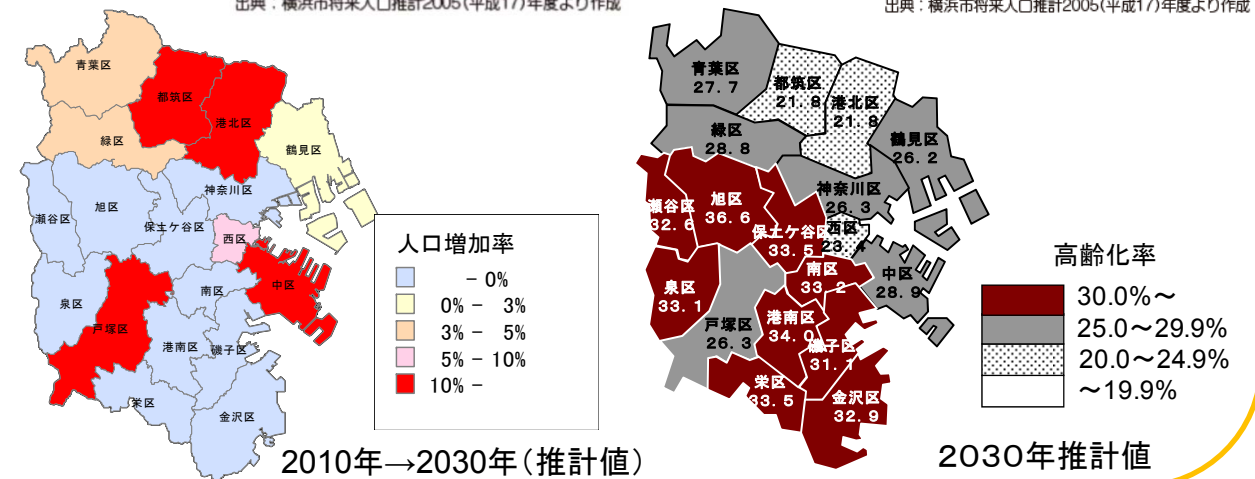 出典：横浜市将来人口推計2005(平成17)年度より作成
青葉区
都筑区
港北区
緑区
鶴見区
神奈川区
旭区
瀬谷区
保土ケ谷区
西区
中区
泉区
南区
戸塚区
港南区
磯子区
栄区
金沢区
人口増加率
- 0%
0% - 3%
3% - 5%
5% - 10%
10% -
2010年→2030年(推計値)
出典：横浜市将来人口推計2005(平成17)年度より作成
青葉区
27.7
都筑区
21.8
港北区
21.8
緑区
28.8
鶴見区
26.2
神奈川区
26.3
瀬谷区
32.6
旭区
36.6
保土ケ谷区
33.5
西区
23.4
中区
28.9
南区
33.2
泉区
33.1
戸塚区
26.3
港南区
34.0
磯子区
31.1
栄区
33.5
金沢区
32.9
高齢化率
30.0%～
25.0～29.9%
20.0～24.9%
～19.9%
2030年推計値